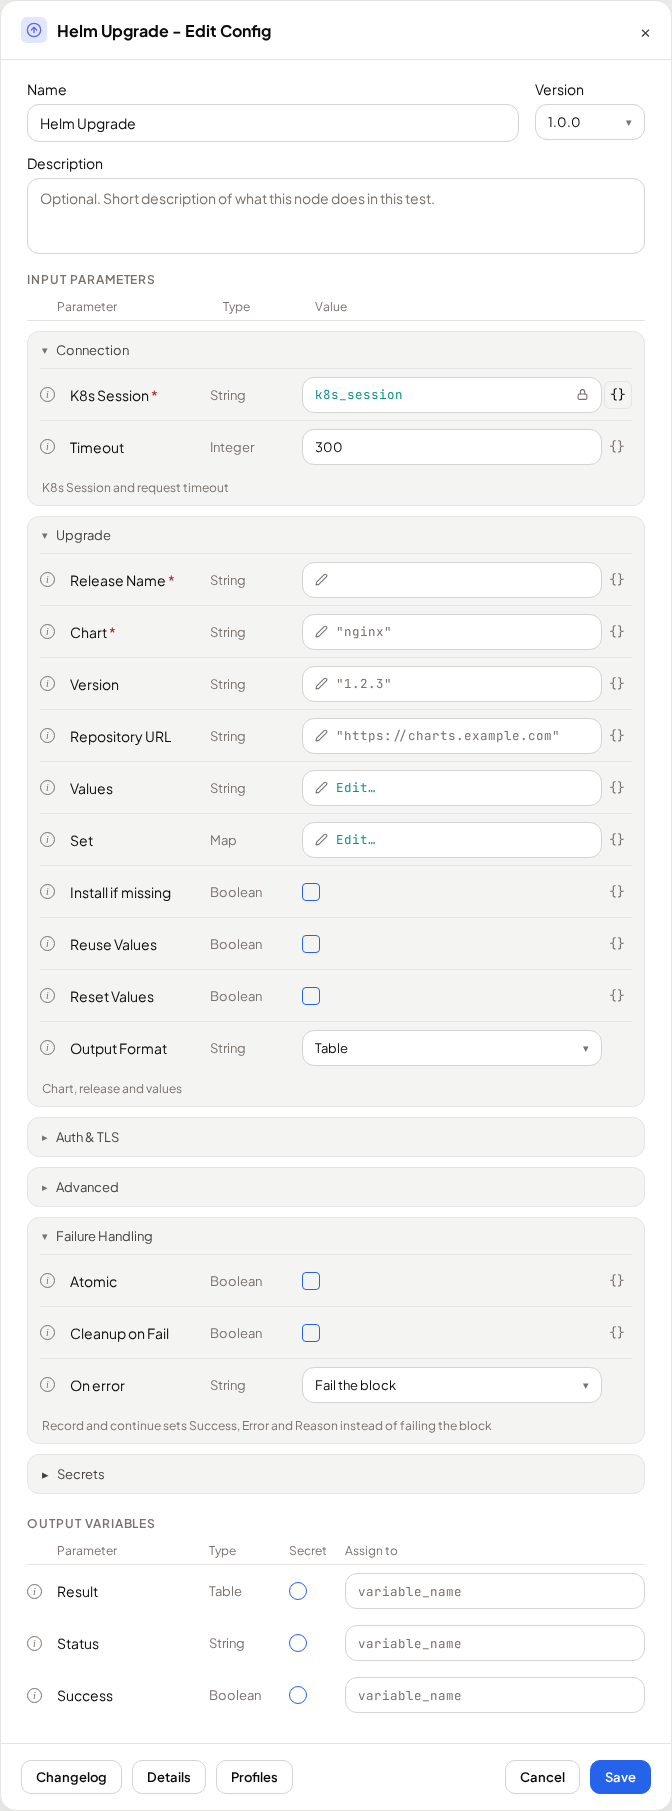 Helm Upgrade - Edit Config ×
Name Version
Helm Upgrade 1.0.0
Description
Optional. Short description of what this node does in this test.
INPUT PARAMETERS
Parameter Type Value
Connection
K8s Session * String k8s_session {}
Timeout Integer 300 {}
K8s Session and request timeout
Upgrade
Release Name * String {}
Chart * String "nginx" {}
Version String "1.2.3" {}
Repository URL String "https://charts.example.com" {}
Values String Edit… {}
Set Map Edit… {}
Install if missing Boolean {}
Reuse Values Boolean {}
Reset Values Boolean {}
Output Format String Table
Chart, release and values
Auth & TLS
Advanced
Failure Handling
Atomic Boolean {}
Cleanup on Fail Boolean {}
On error String Fail the block
Record and continue sets Success, Error and Reason instead of failing the block
Secrets
OUTPUT VARIABLES
Parameter Type Secret Assign to
Result Table variable_name
Status String variable_name
Success Boolean variable_name
Changelog Details Profiles Cancel Save